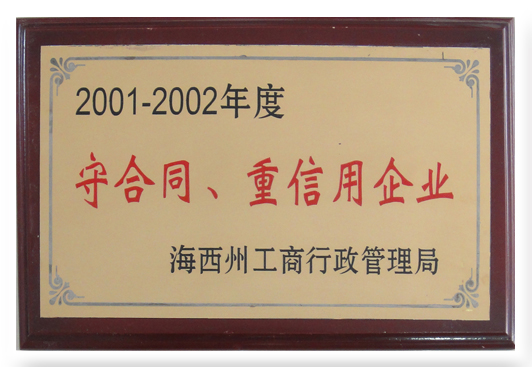 2001-2002年度
守合同、重信用企业
海西州工商行政管理局